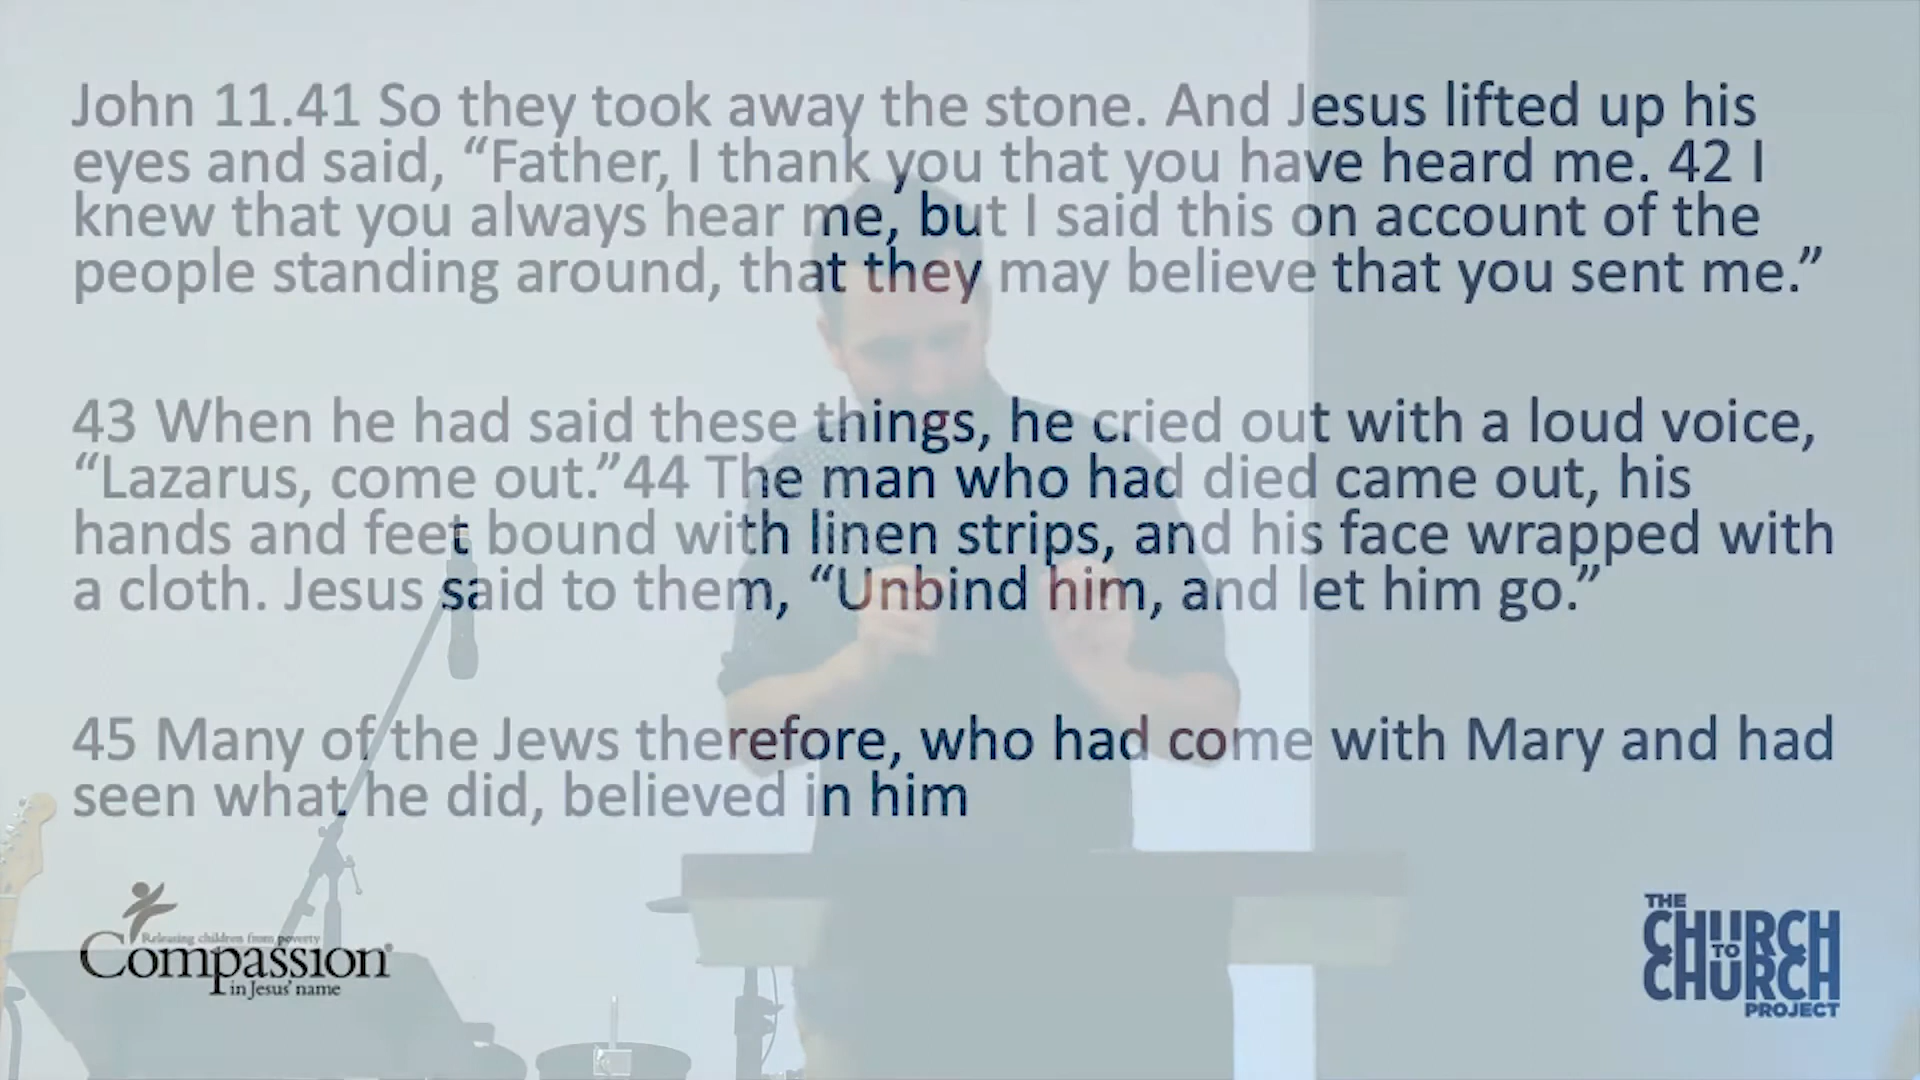 John 11.41 So they took away the stone. And Jesus lifted up his
eyes and said, “Father, I thank you that you have heard me. 42 I
knew that you always hear me, but I said this on account of the
people standing around, that they may believe that you sent me.”
43 When he had said these things, he cried out with a loud voice,
“Lazarus, come out.”44 The man who had died came out, his
hands and feet bound with linen strips, and his face wrapped with
a cloth. Jesus said to them, “Unbind him, and let him go.”
45 Many of the Jews therefore, who had come with Mary and had
seen what he did, believed in him
Releasing children from poverty
Compassion®
in Jesus' name
THE
CHURCH
TO
CHURCH
PROJECT